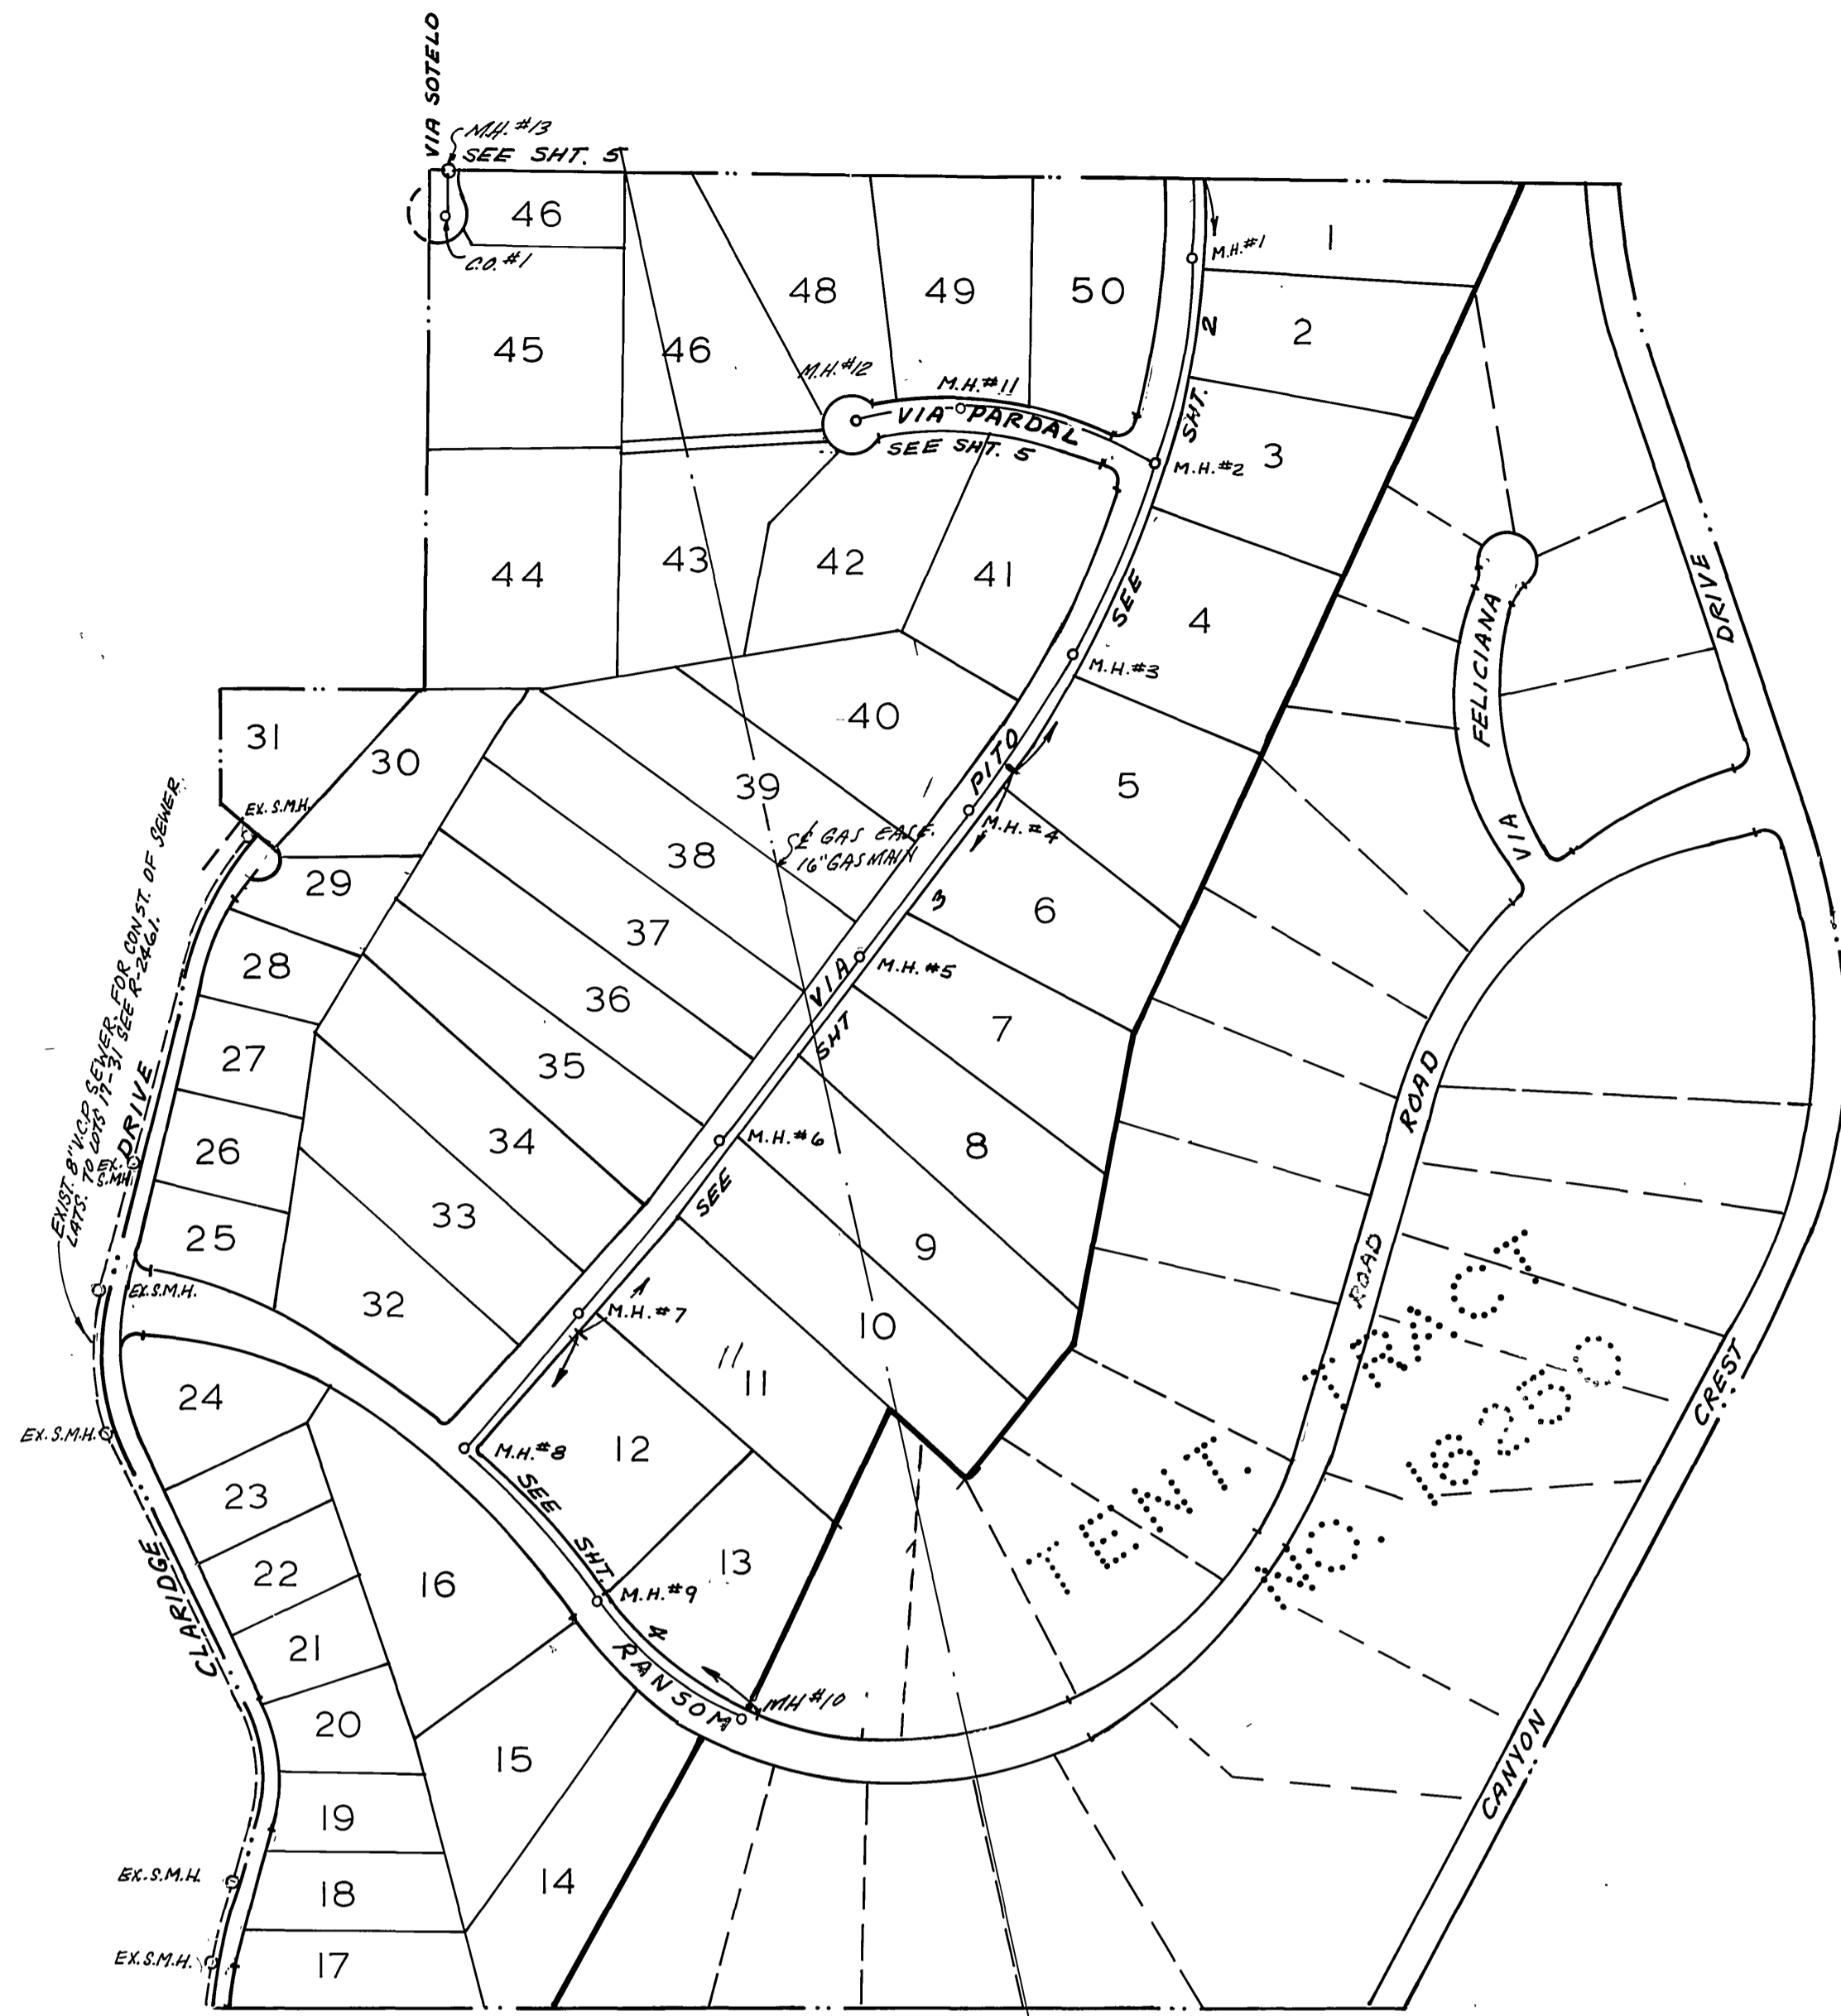 VIA SOTELO
M.H. #13
SEE SHT. 5
46
C.O. #1
45
46
48
49
50
M.H.#1
1
2
SEE SHT. 2
M.H. #12
M.H. #11
VIA PARDAL
SEE SHT. 5
M.H. #2
3
44
43
42
41
4
M.H. #3
VIA FELICIANA
DRIVE
31
30
40
39
5
VIA PITO
M.H. #4
EX. S.M.H.
38
℄ GAS EASE.
16" GAS MAIN
29
37
6
SEE SHT 3
M.H. #5
28
36
7
27
35
EXIST. 8" V.C.P. SEWER. FOR CONST. OF SEWER
LATS. TO LOTS 17-31 SEE R-2461.
DRIVE
EX.
S.MH
26
34
M.H. #6
8
ROAD
25
33
9
ROAD
EX.S.M.H.
32
M.H. #7
10
11
11
TENT. TRACT
24
EX. S.M.H.
M.H. #8
12
CREST
23
SEE SHT. 4
22
16
13
M.H. #9
CLARIDGE
21
RANSOM
MH #10
20
15
CANYON
19
EX.S.M.H.
18
14
EX.S.M.H.
17